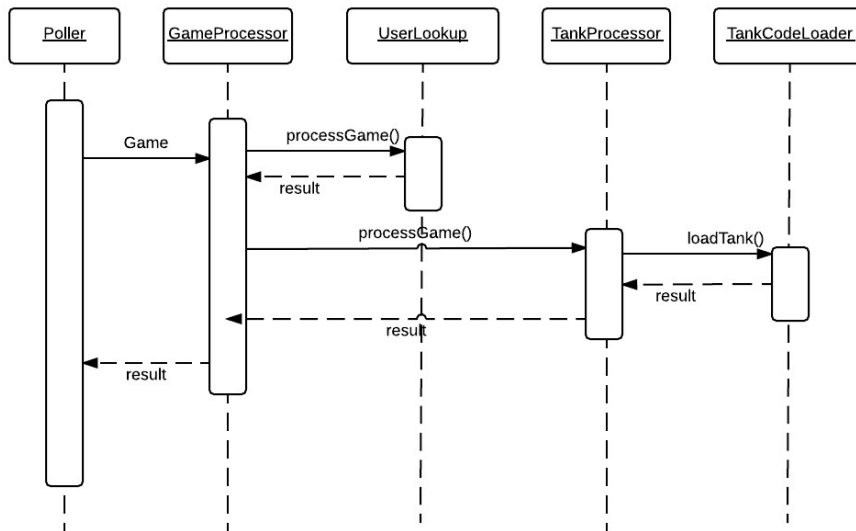 Poller
GameProcessor
UserLookup
TankProcessor
TankCodeLoader
Game
processGame()
result
processGame()
loadTank()
result
result
result